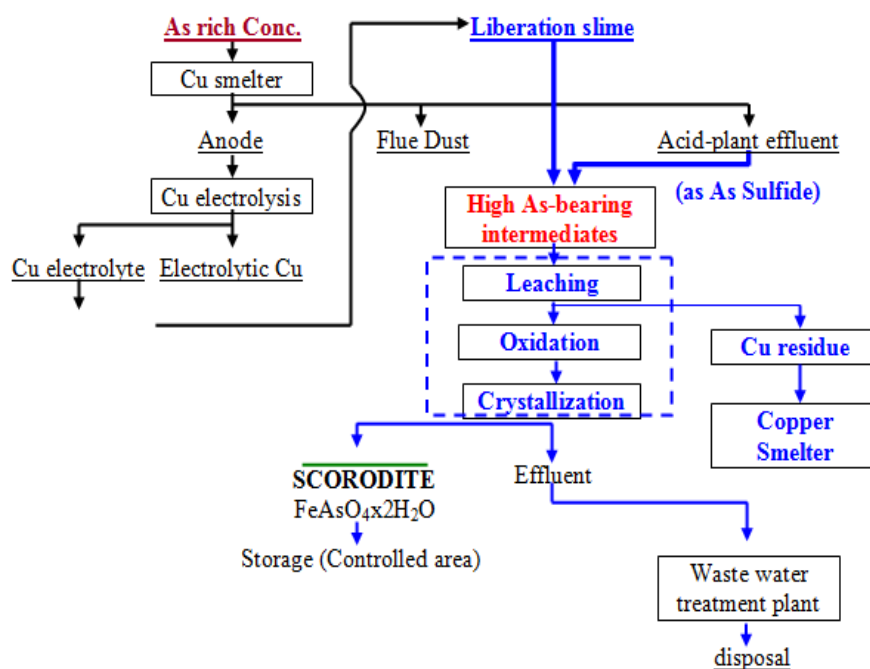 As rich Conc.
Liberation slime
Cu smelter
Anode
Flue Dust
Acid-plant effluent
Cu electrolysis
(as As Sulfide)
High As-bearing
intermediates
Cu electrolyte
Electrolytic Cu
Leaching
Oxidation
Cu residue
Crystallization
Copper
Smelter
SCORODITE
FeAsO₄x2H₂O
Effluent
Storage (Controlled area)
Waste water
treatment plant
disposal